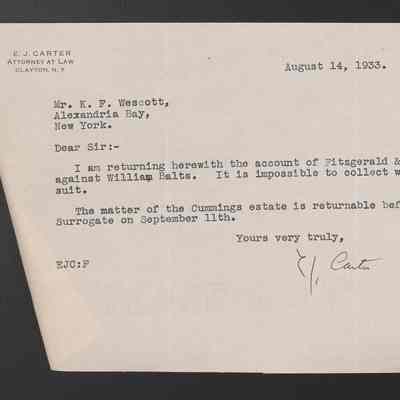 E. J. CARTER
ATTORNEY AT LAW
CLAYTON, N. Y.
August 14, 1933.
Mr. K. F. Wescott,
Alexandria Bay,
New York.
Dear Sir:-
I am returning herewith the account of Fitzgerald &
against William Balts. It is impossible to collect w
suit.
The matter of the Cummings estate is returnable bef
Surrogate on September 11th.
Yours very truly,
EJ Carter
EJC:F